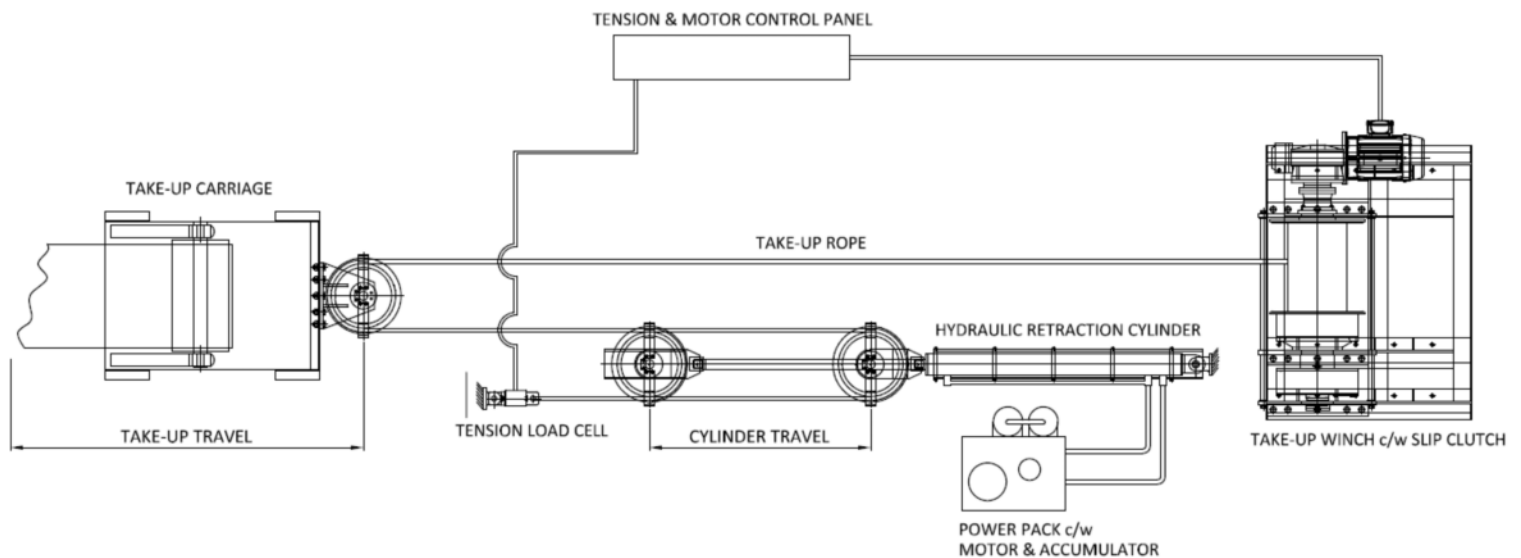 TENSION & MOTOR CONTROL PANEL
TAKE-UP CARRIAGE
TAKE-UP ROPE
HYDRAULIC RETRACTION CYLINDER
TENSION LOAD CELL
TAKE-UP TRAVEL
CYLINDER TRAVEL
TAKE-UP WINCH c/w SLIP CLUTCH
POWER PACK c/w
MOTOR & ACCUMULATOR